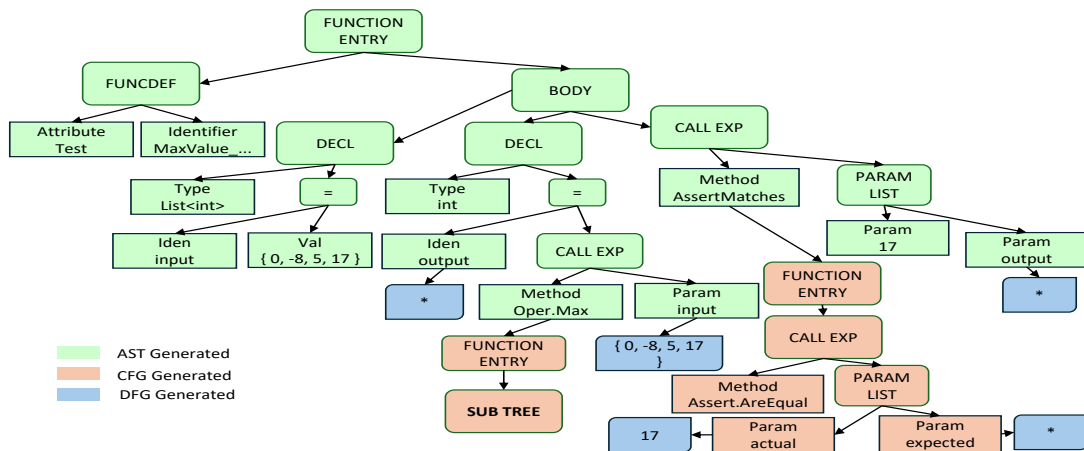 FUNCTION
ENTRY
FUNCDEF
BODY
Attribute
Test
Identifier
MaxValue_...
DECL
DECL
CALL EXP
Type
List<int>
=
Type
int
=
Method
AssertMatches
PARAM
LIST
Iden
input
Val
{ 0, -8, 5, 17 }
Iden
output
CALL EXP
Param
17
Param
output
*
Method
Oper.Max
Param
input
FUNCTION
ENTRY
*
FUNCTION
ENTRY
{ 0, -8, 5, 17
}
CALL EXP
SUB TREE
Method
Assert.AreEqual
PARAM
LIST
17
Param
actual
Param
expected
*
AST Generated
CFG Generated
DFG Generated